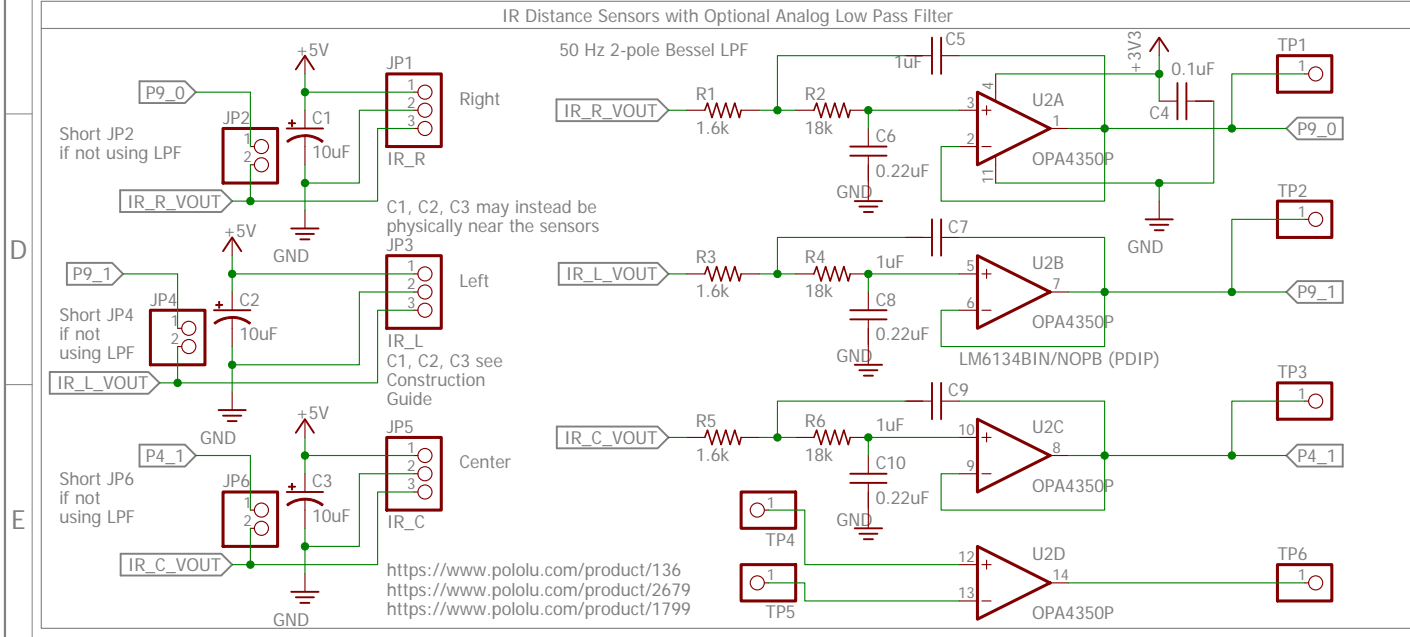 IR Distance Sensors with Optional Analog Low Pass Filter
D
E
+5V
JP1
P9_0
1
2
3
Right
JP2
1
2
C1
10uF
Short JP2
if not using LPF
IR_R
IR_R_VOUT
GND
C1, C2, C3 may instead be
physically near the sensors
+5V
JP3
P9_1
1
2
3
Left
JP4
1
2
C2
10uF
Short JP4
if not
using LPF
IR_L
IR_L_VOUT
C1, C2, C3 see
Construction
Guide
GND
+5V
JP5
P4_1
1
2
3
Center
JP6
1
2
C3
10uF
Short JP6
if not
using LPF
IR_C
IR_C_VOUT
GND
https://www.pololu.com/product/136
https://www.pololu.com/product/2679
https://www.pololu.com/product/1799
50 Hz 2-pole Bessel LPF
C5
1uF
+3V3
TP1
1
0.1uF
C4
IR_R_VOUT
R1
1.6k
R2
18k
4
3
2
1
11
U2A
OPA4350P
P9_0
C6
0.22uF
GND
GND
TP2
1
C7
1uF
IR_L_VOUT
R3
1.6k
R4
18k
5
6
7
U2B
OPA4350P
P9_1
C8
0.22uF
GND
LM6134BIN/NOPB (PDIP)
TP3
1
C9
1uF
IR_C_VOUT
R5
1.6k
R6
18k
10
9
8
U2C
OPA4350P
P4_1
C10
0.22uF
GND
1
TP4
1
TP5
12
13
14
U2D
OPA4350P
TP6
1